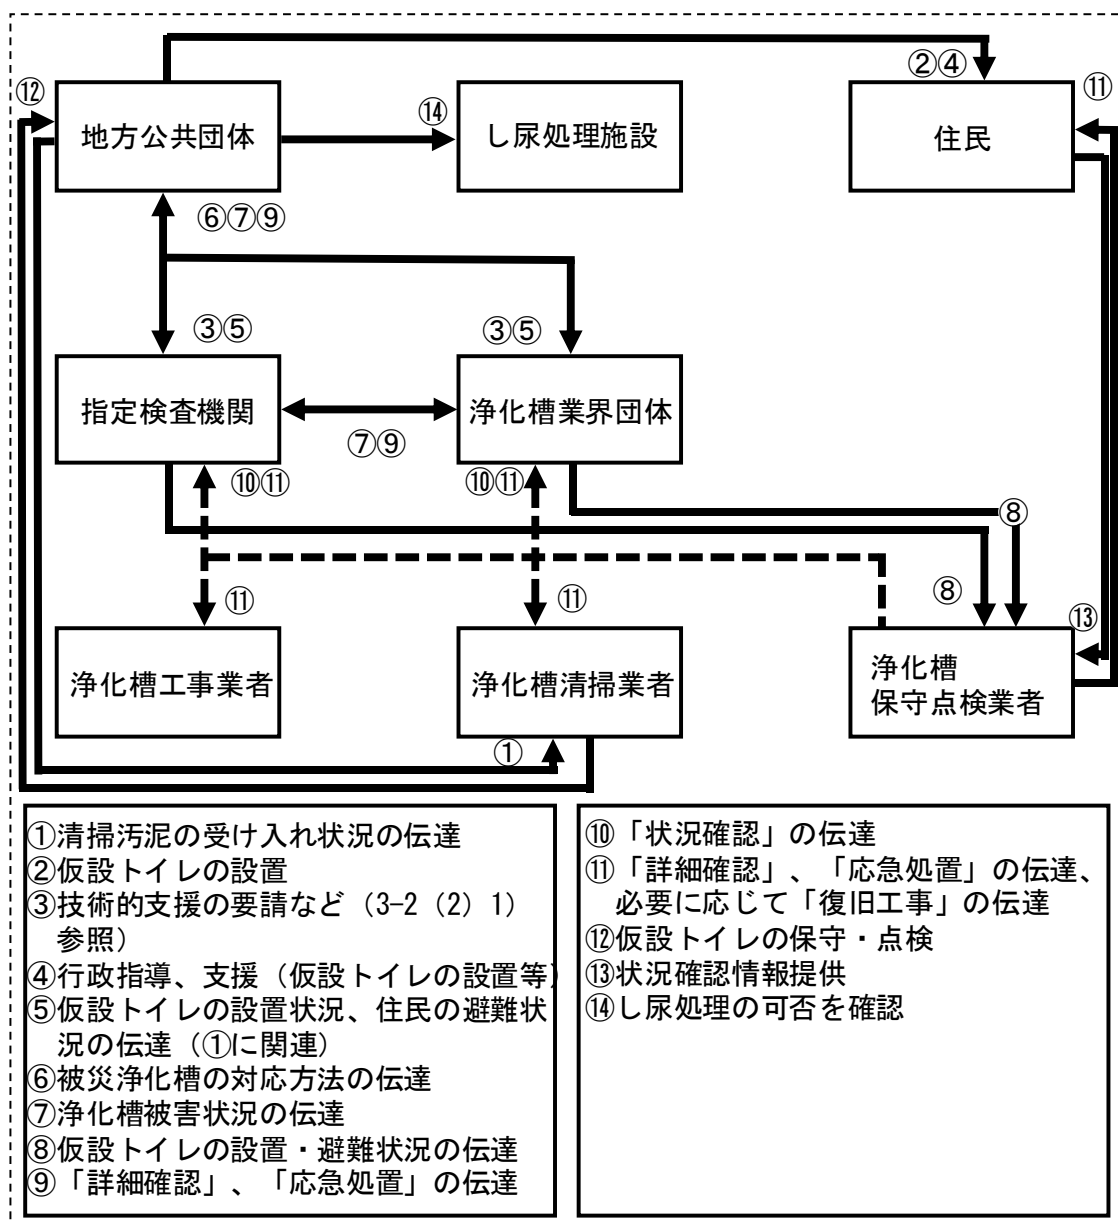 ②④
⑫
⑪
地方公共団体
⑭
し尿処理施設
住民
⑥⑦⑨
③⑤
③⑤
指定検査機関
浄化槽業界団体
⑦⑨
⑩⑪
⑩⑪
⑧
⑪
⑪
⑧
⑬
浄化槽工事業者
浄化槽清掃業者
浄化槽
保守点検業者
①
①清掃汚泥の受け入れ状況の伝達
②仮設トイレの設置
③技術的支援の要請など（3-2（2）1）
参照）
④行政指導、支援（仮設トイレの設置等）
⑤仮設トイレの設置状況、住民の避難状
況の伝達（①に関連）
⑥被災浄化槽の対応方法の伝達
⑦浄化槽被害状況の伝達
⑧仮設トイレの設置・避難状況の伝達
⑨「詳細確認」、「応急処置」の伝達
⑩「状況確認」の伝達
⑪「詳細確認」、「応急処置」の伝達、
必要に応じて「復旧工事」の伝達
⑫仮設トイレの保守・点検
⑬状況確認情報提供
⑭し尿処理の可否を確認